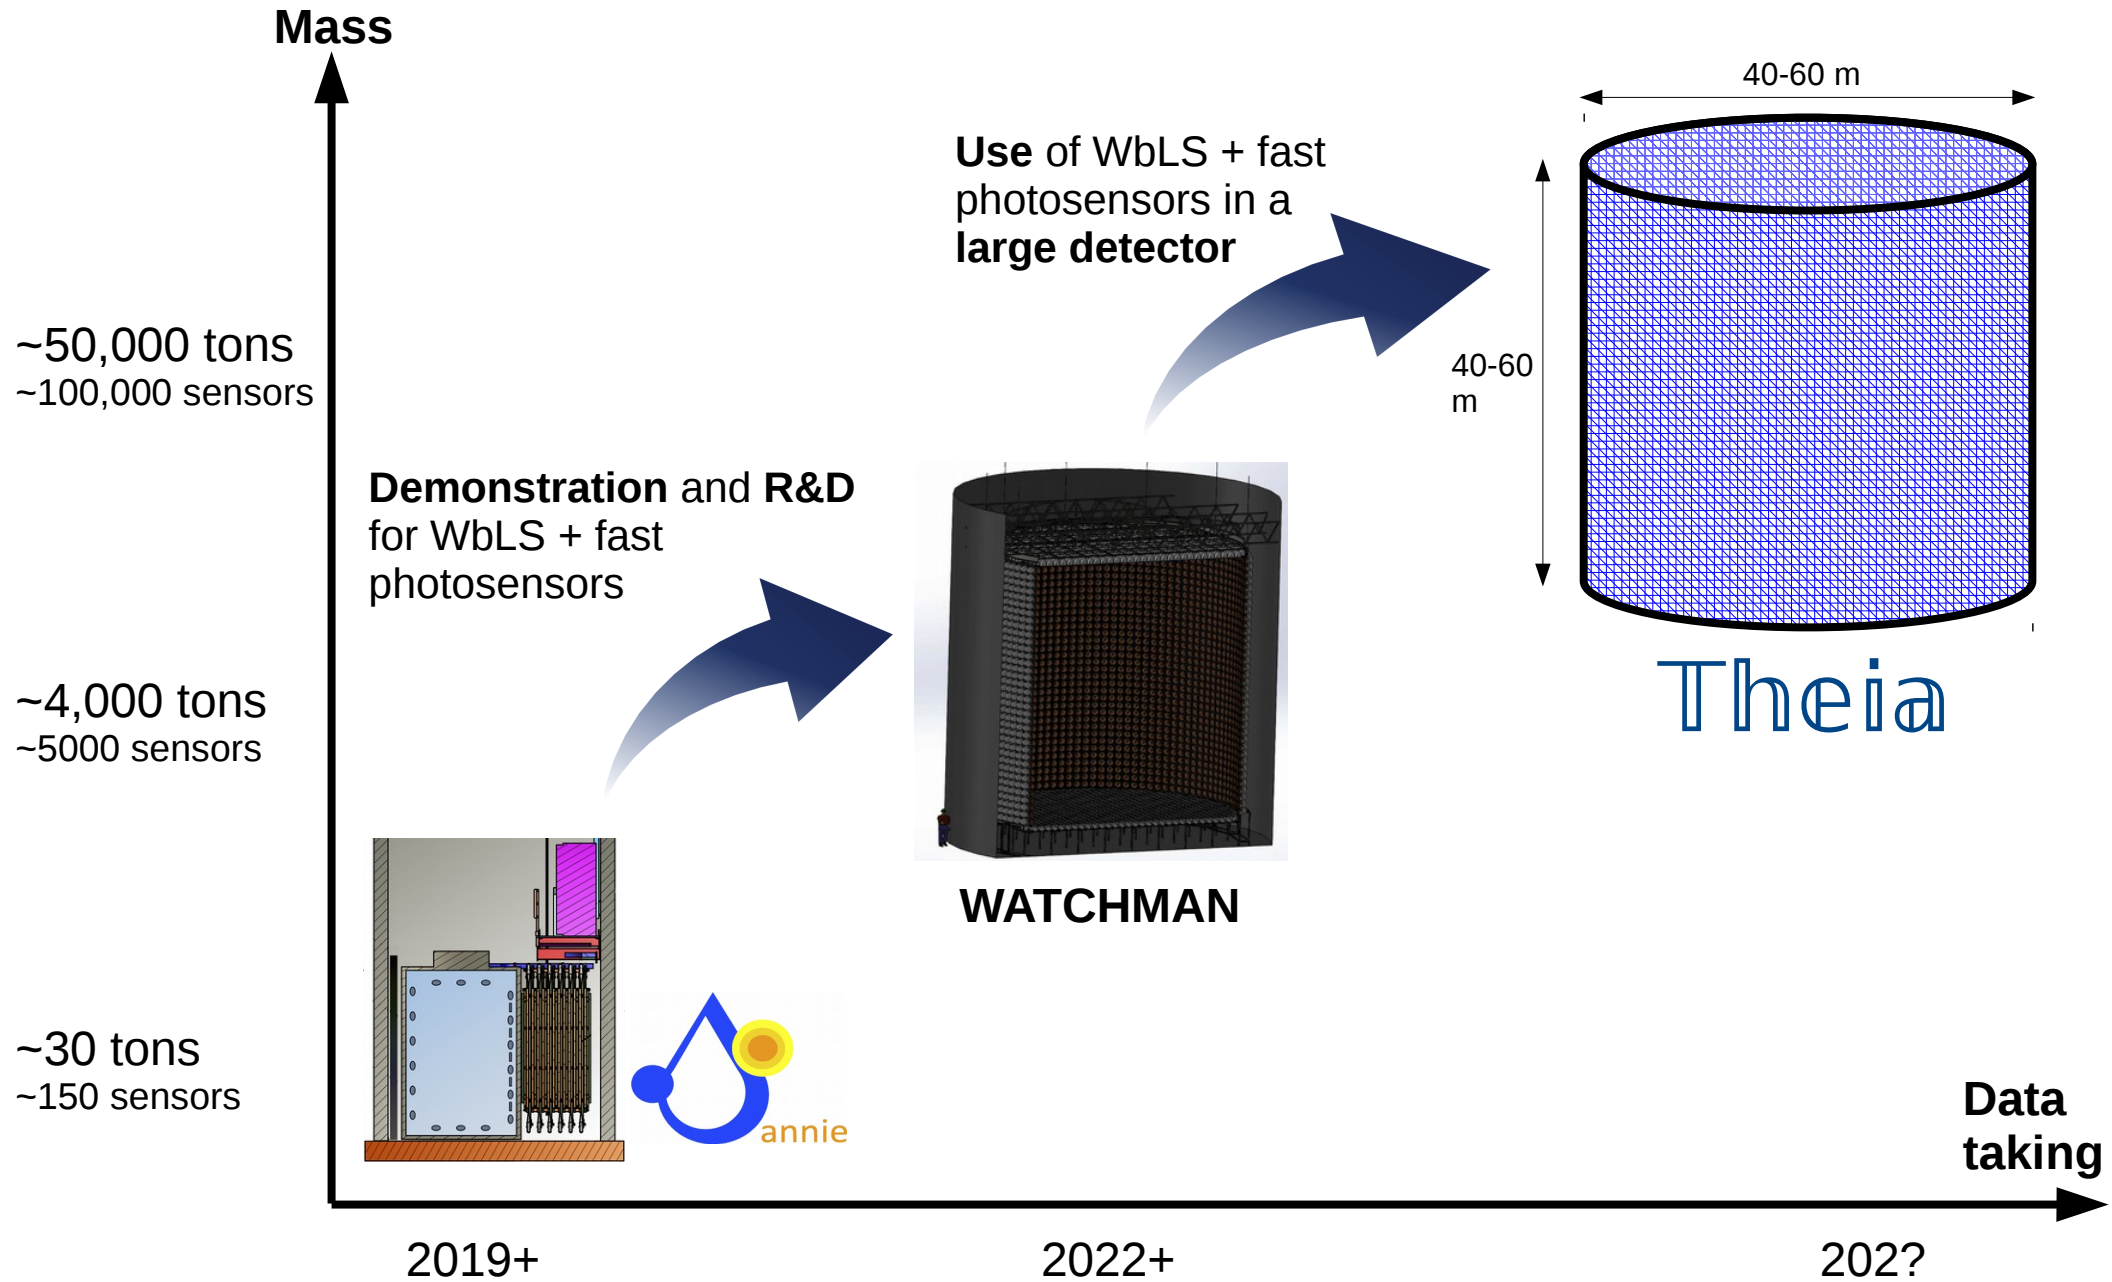 Mass
40-60 m
Use of WbLS + fast
photosensors in a
large detector
~50,000 tons
~100,000 sensors
40-60
m
Demonstration and R&D
for WbLS + fast
photosensors
~4,000 tons
~5000 sensors
Theia
WATCHMAN
~30 tons
~150 sensors
annie
Data
taking
2019+
2022+
202?